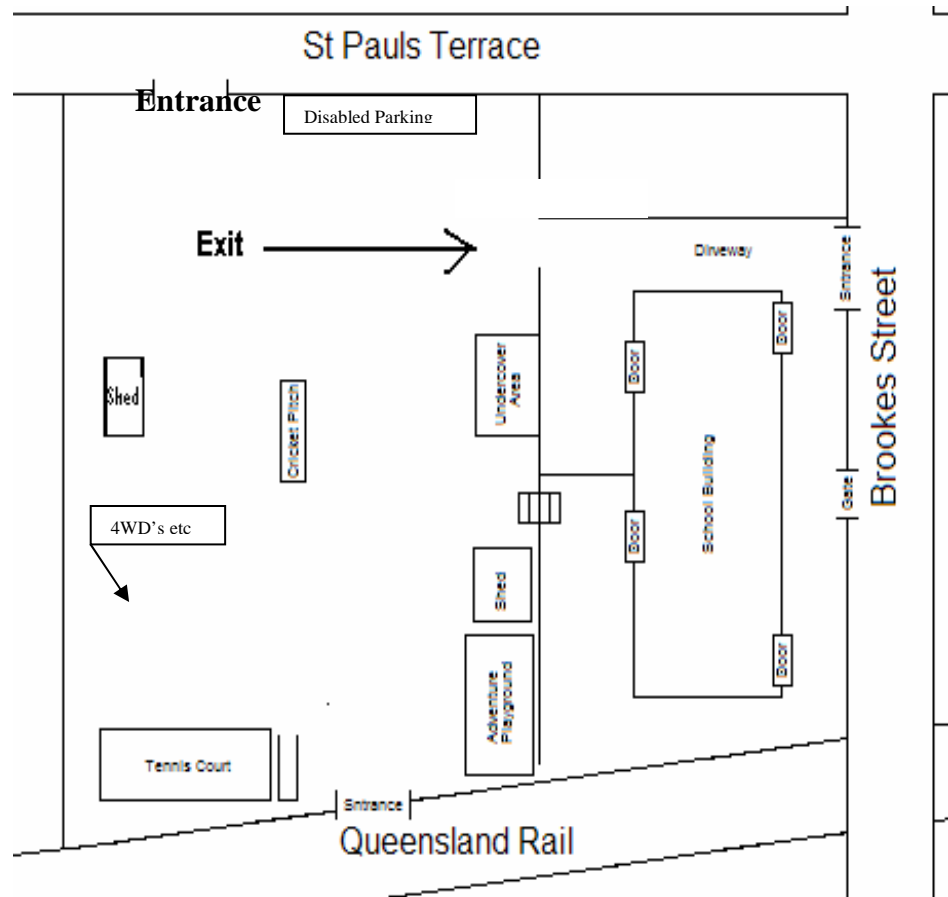 St Pauls Terrace
Entrance
Disabled Parking
Exit
Dirveway
Entrance
Brookes Street
Door
Door
Undercover
Area
Shed
Cricket Pitch
School Building
Gate
4WD's etc
Door
Shed
Door
Adventure
Playground
Tennis Court
Entrance
Queensland Rail